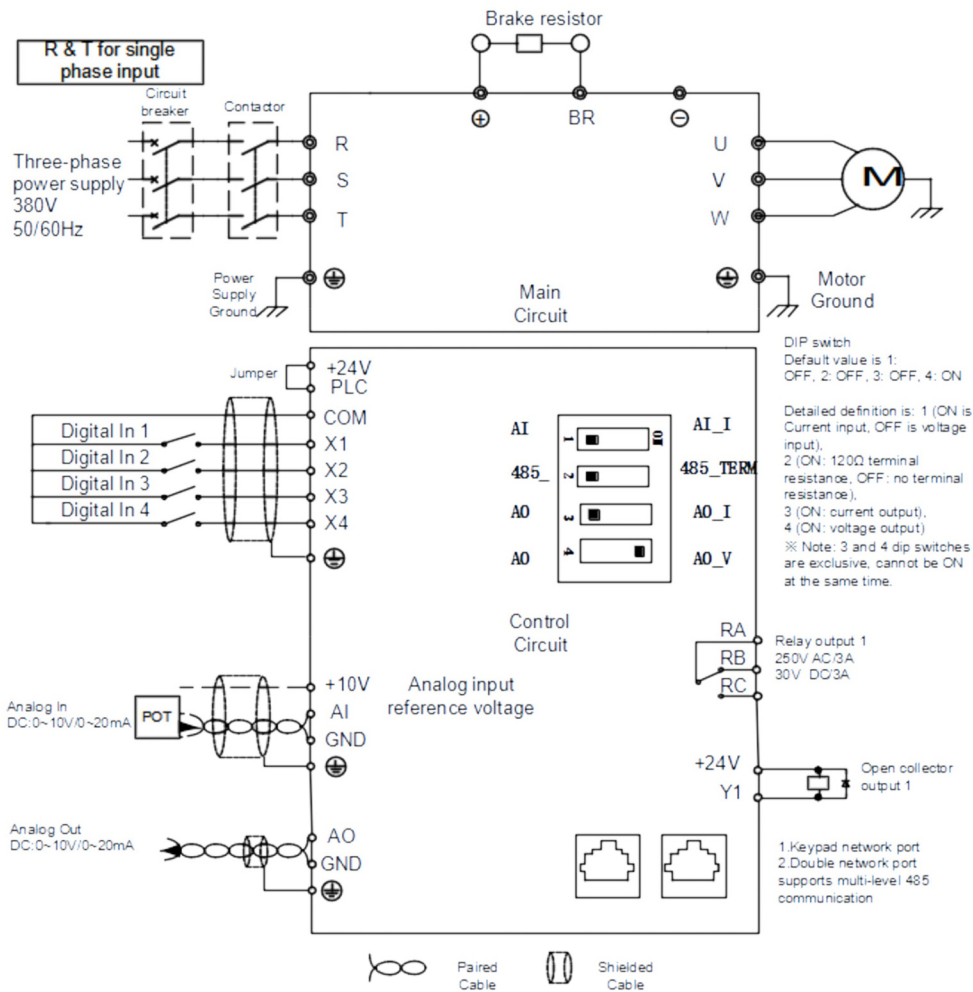 Brake resistor
R & T for single
phase input
Circuit
breaker
Contactor
+
BR
−
R
S
T
U
V
W
M
Three-phase
power supply
380V
50/60Hz
Power
Supply
Ground
Main
Circuit
Motor
Ground
DIP switch
Default value is 1:
OFF, 2: OFF, 3: OFF, 4: ON
Detailed definition is: 1 (ON is
Current input, OFF is voltage
input),
2 (ON: 120Ω terminal
resistance, OFF: no terminal
resistance),
3 (ON: current output),
4 (ON: voltage output)
※ Note: 3 and 4 dip switches
are exclusive, cannot be ON
at the same time.
Jumper
+24V
PLC
COM
Digital In 1
X1
Digital In 2
X2
Digital In 3
X3
Digital In 4
X4
AI
1
ON
AI_I
485_
2
485_TERM
AO
3
AO_I
AO
4
AO_V
Control
Circuit
RA
RB
RC
Relay output 1
250V AC/3A
30V DC/3A
Analog In
DC:0~10V/0~20mA
POT
+10V
AI
GND
Analog input
reference voltage
+24V
Y1
Open collector
output 1
Analog Out
DC:0~10V/0~20mA
AO
GND
1.Keypad network port
2.Double network port
supports multi-level 485
communication
Paired
Cable
Shielded
Cable